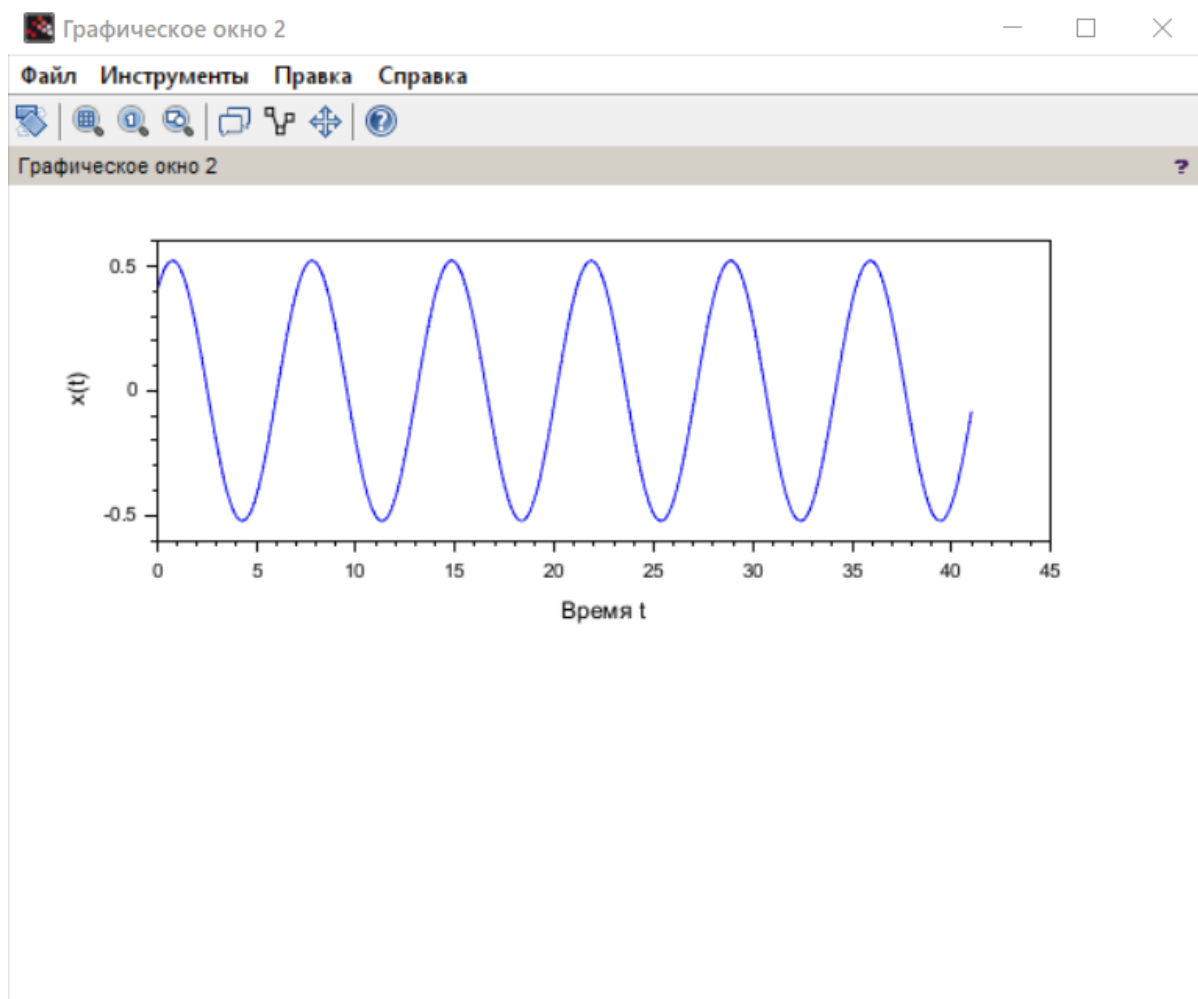 Графическое окно 2
Файл Инструменты Правка Справка
Графическое окно 2 ?
0.5
x(t)
0
-0.5
0 5 10 15 20 25 30 35 40 45
Время t